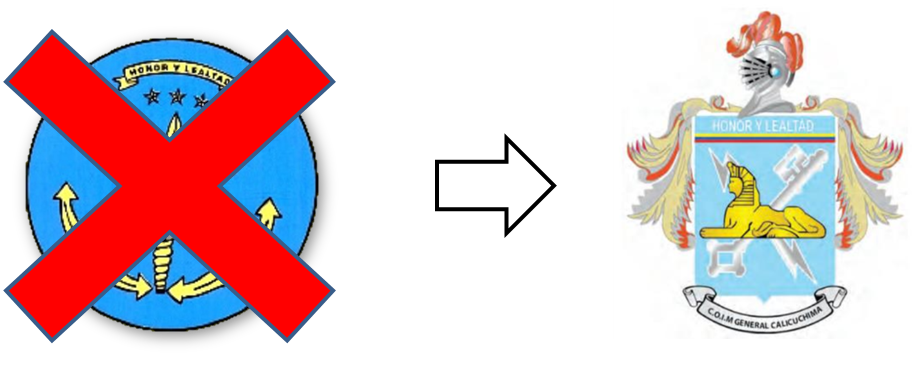 HONOR Y LEALTAD
HONOR Y LEALTAD
C.O.I.M GENERAL CALICUCHIMA